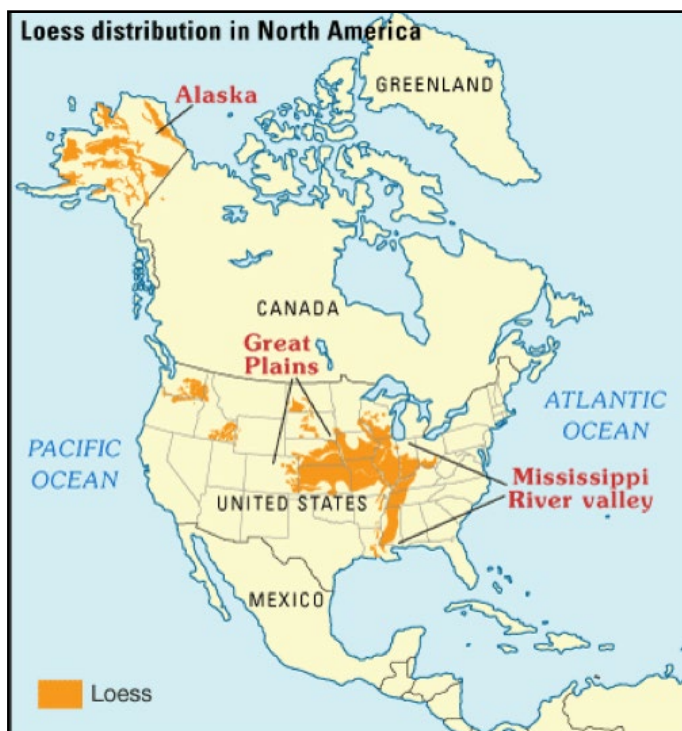 Loess distribution in North America
GREENLAND
Alaska
CANADA
Great
Plains
ATLANTIC
OCEAN
PACIFIC
OCEAN
Mississippi
River valley
UNITED STATES
MEXICO
Loess